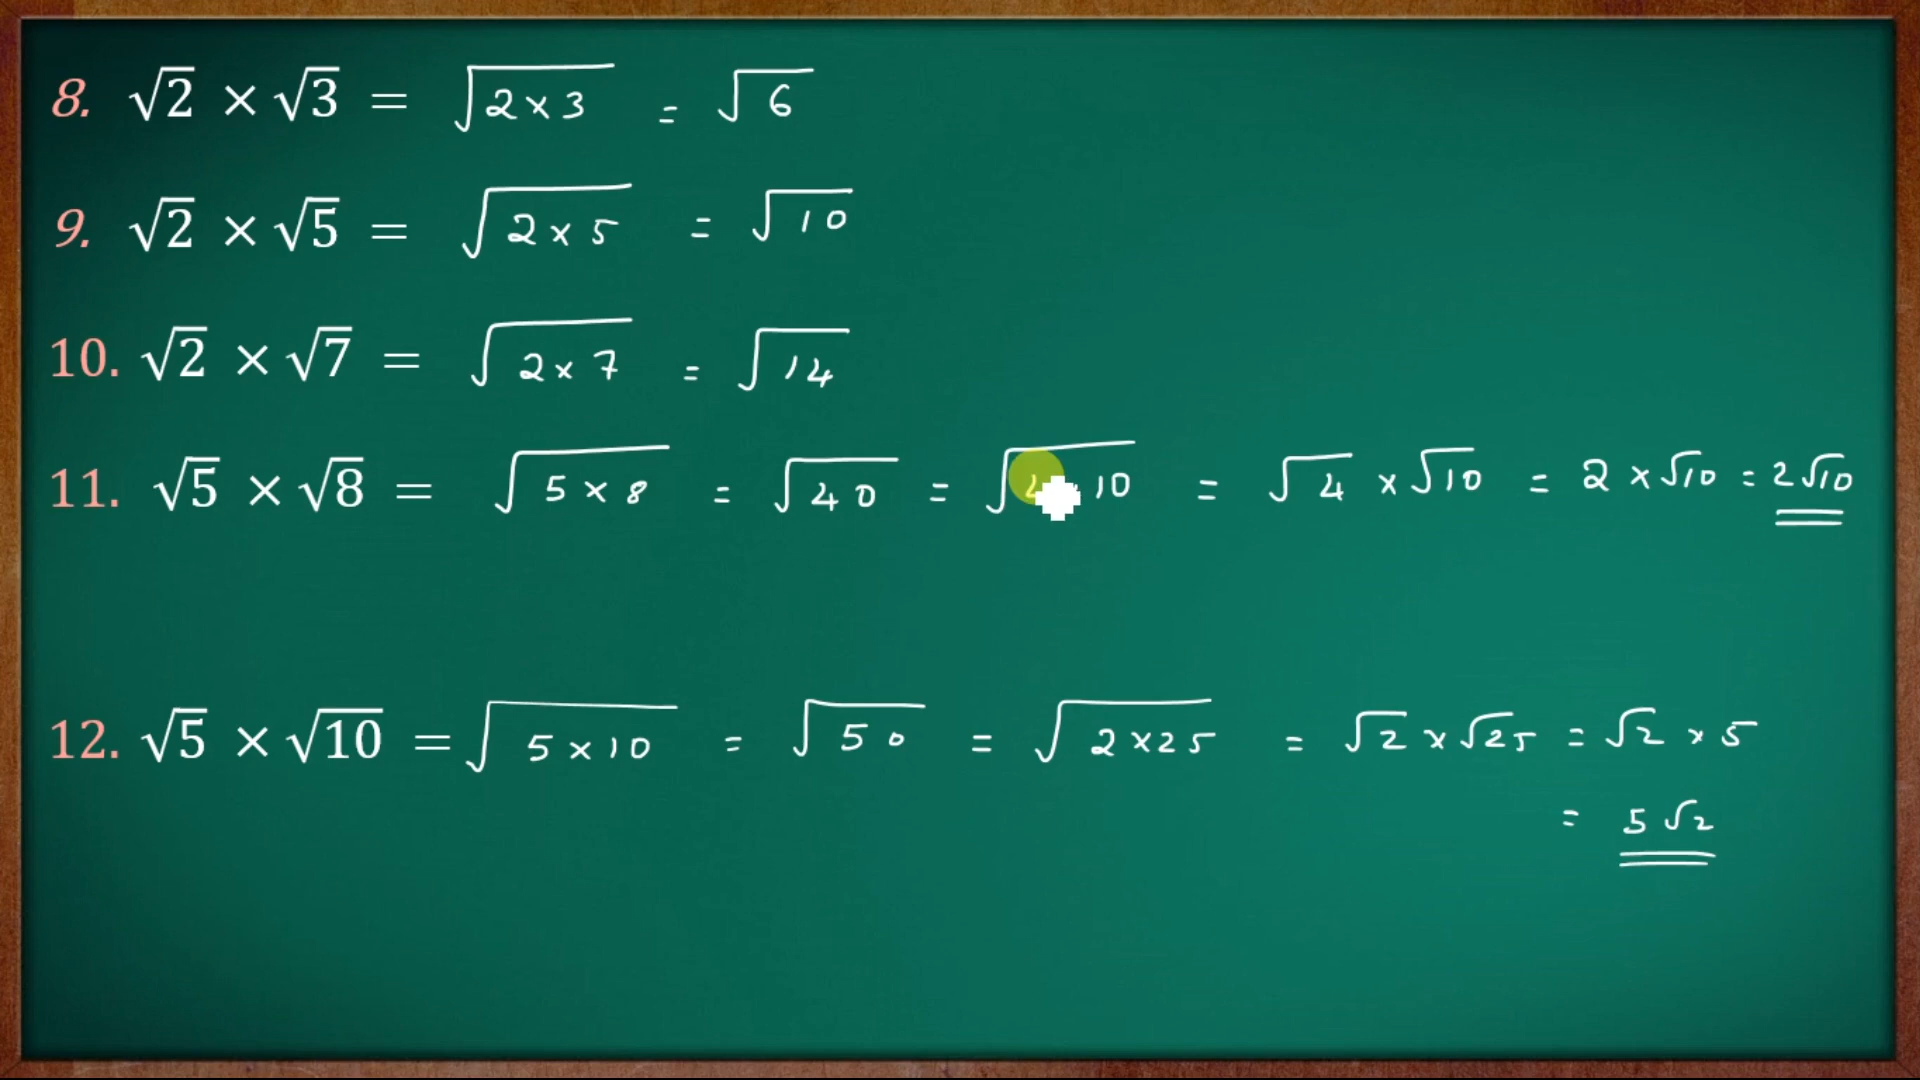 8. √2 × √3 = √2×3 = √6
9. √2 × √5 = √2×5 = √10
10. √2 × √7 = √2×7 = √14
11. √5 × √8 = √5×8 = √40 = √4 10 = √4 × √10 = 2 × √10 = 2√10
12. √5 × √10 = √5×10 = √50 = √2×25 = √2 × √25 = √2 × 5
= 5√2